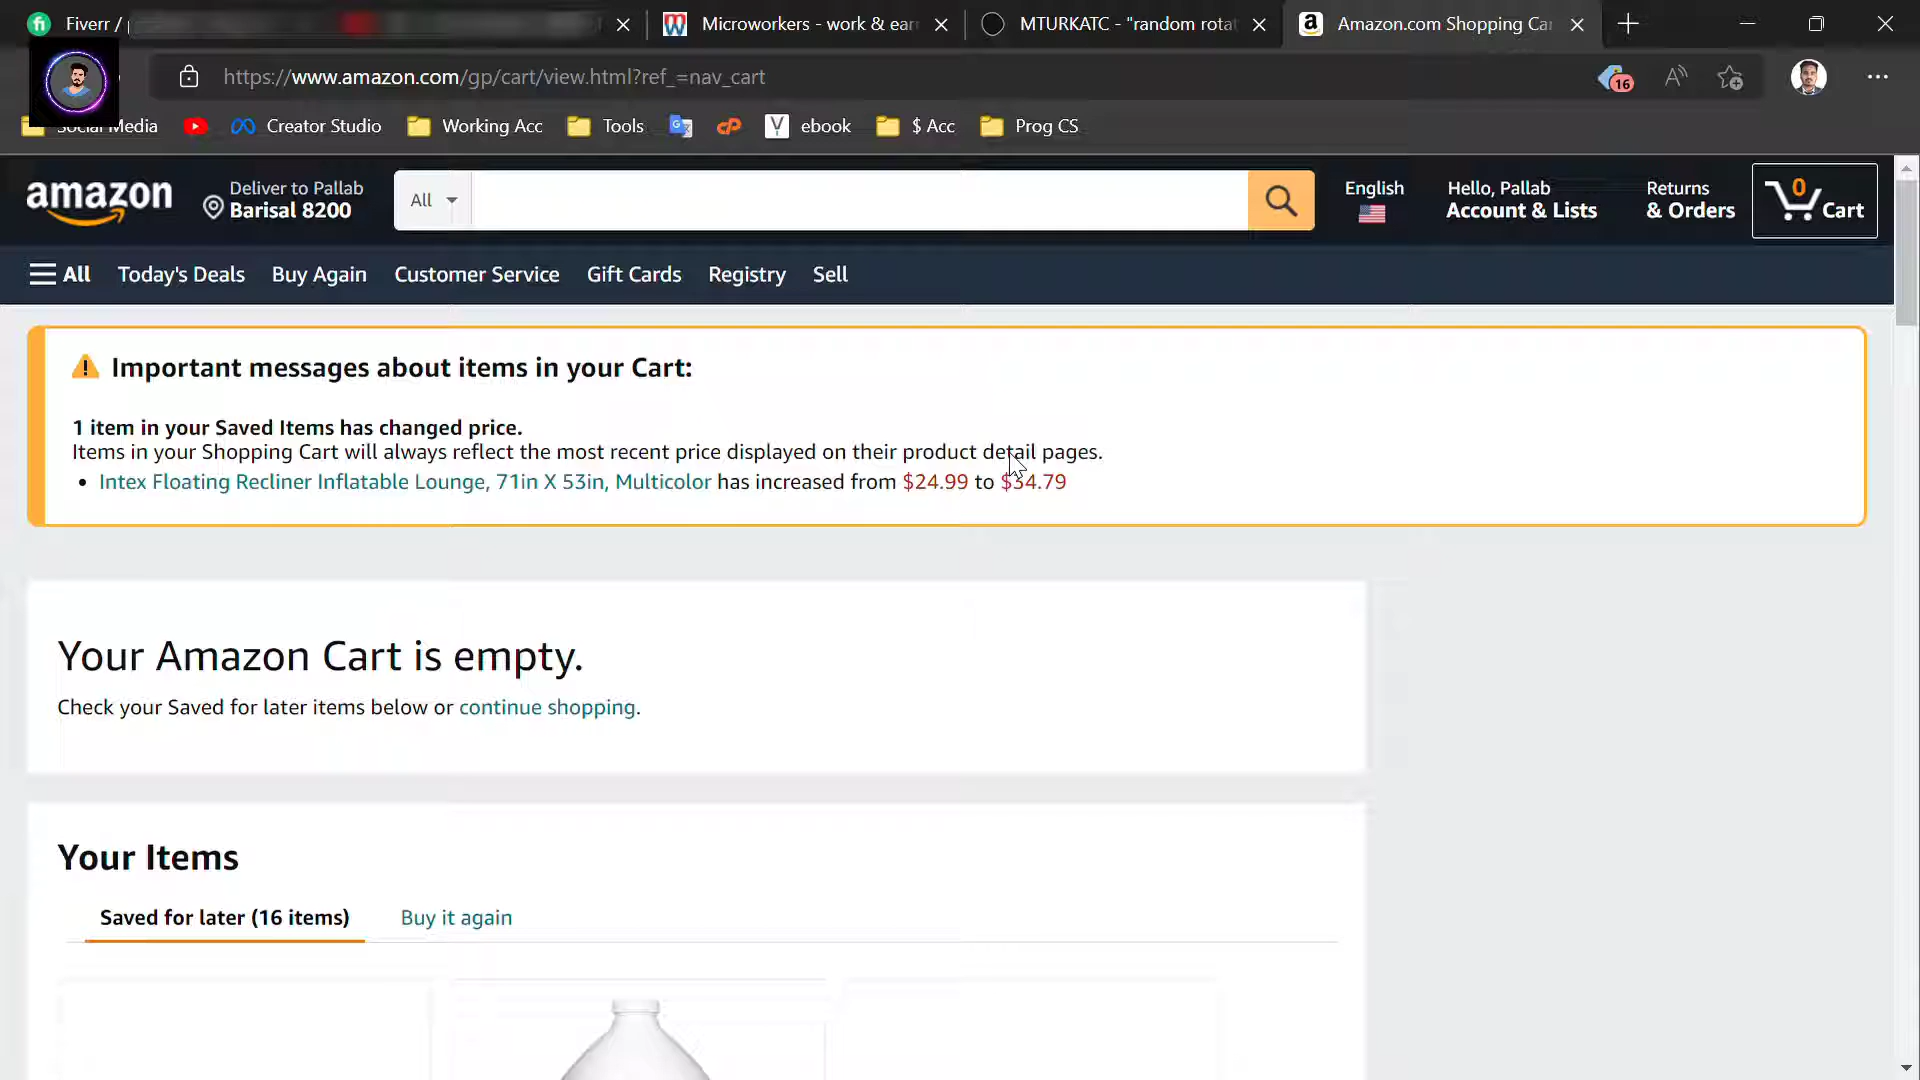 Fiverr /
Microworkers - work & earn
MTURKATC - "random rotat
Amazon.com Shopping Car
https://www.amazon.com/gp/cart/view.html?ref_=nav_cart
16
Social Media
Creator Studio
Working Acc
Tools
ebook
$ Acc
Prog CS
amazon
Deliver to Pallab
Barisal 8200
All
English
Hello, Pallab
Account & Lists
Returns
& Orders
0
Cart
All
Today's Deals
Buy Again
Customer Service
Gift Cards
Registry
Sell
Important messages about items in your Cart:
1 item in your Saved Items has changed price.
Items in your Shopping Cart will always reflect the most recent price displayed on their product detail pages.
Intex Floating Recliner Inflatable Lounge, 71in X 53in, Multicolor has increased from $24.99 to $34.79
Your Amazon Cart is empty.
Check your Saved for later items below or continue shopping.
Your Items
Saved for later (16 items)
Buy it again